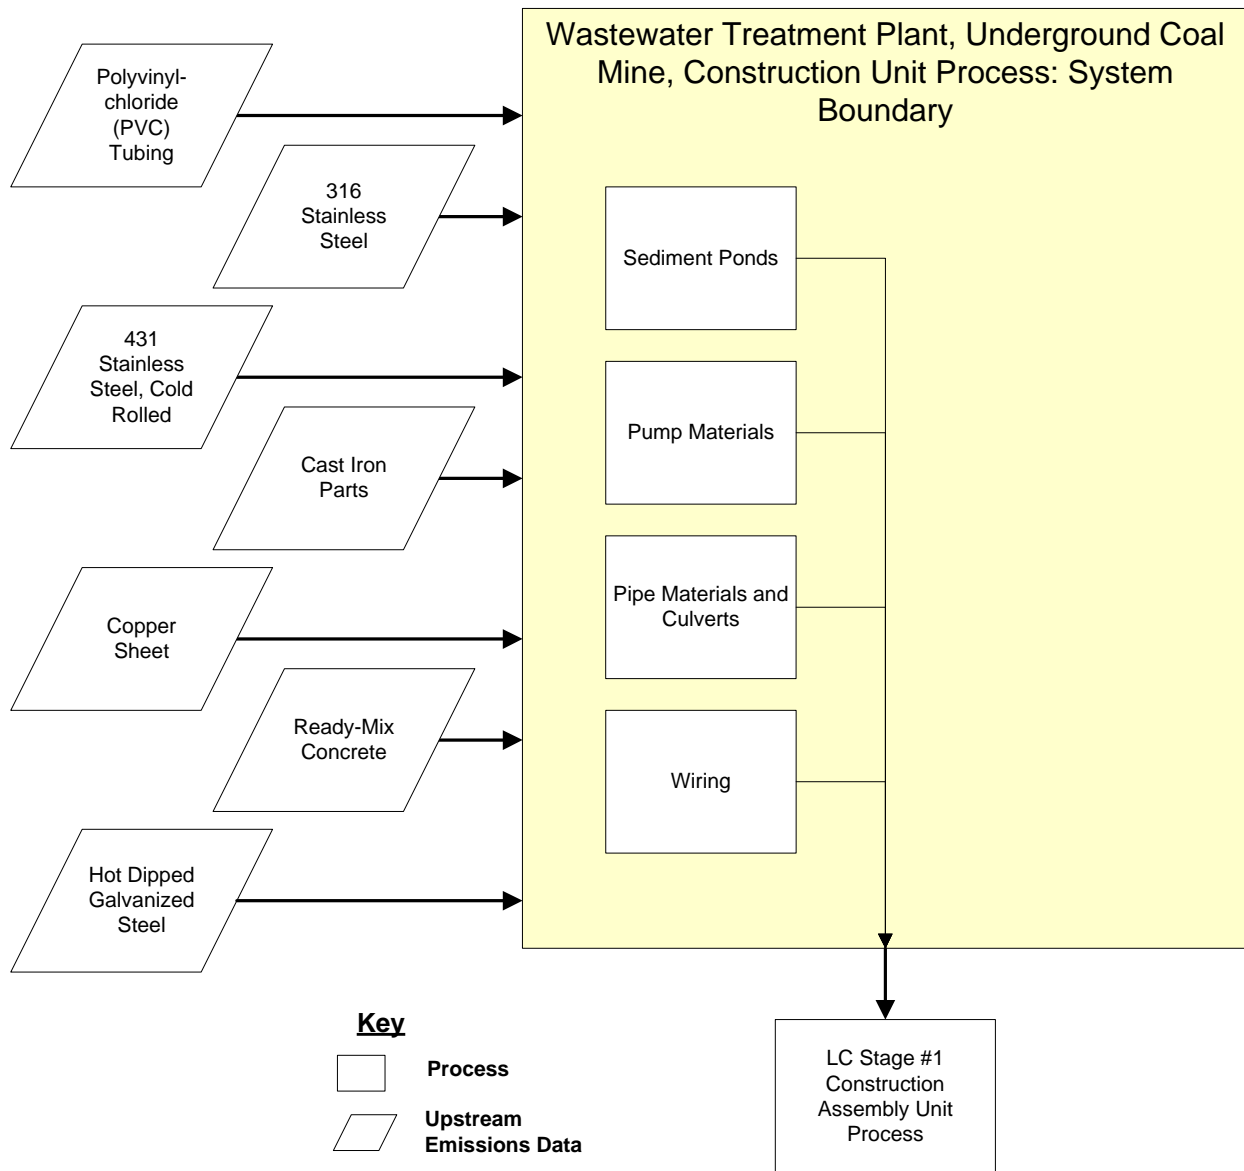 Wastewater Treatment Plant, Underground Coal
Mine, Construction Unit Process: System
Boundary
Polyvinyl-
chloride
(PVC)
Tubing
316
Stainless
Steel
431
Stainless
Steel, Cold
Rolled
Cast Iron
Parts
Copper
Sheet
Ready-Mix
Concrete
Hot Dipped
Galvanized
Steel
Sediment Ponds
Pump Materials
Pipe Materials and
Culverts
Wiring
LC Stage #1
Construction
Assembly Unit
Process
Key
Process
Upstream
Emissions Data